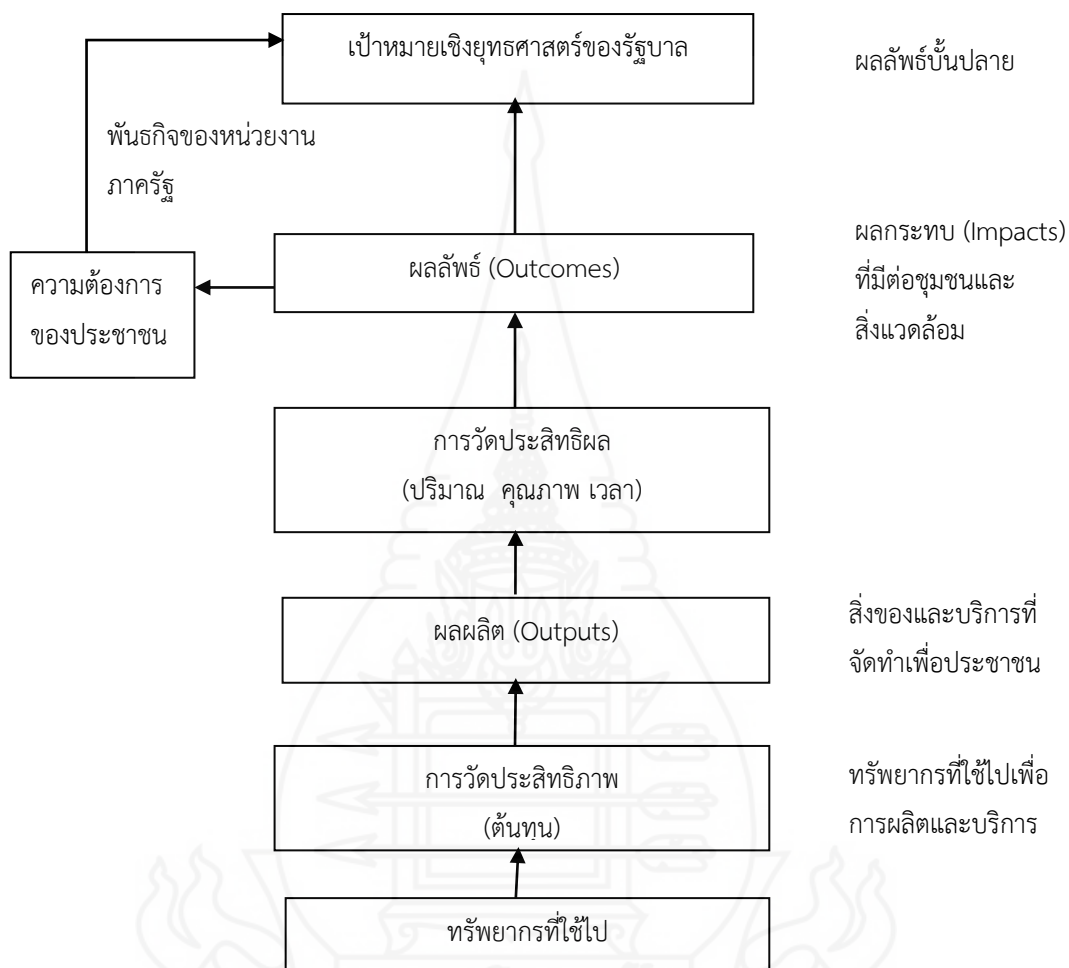 เป้าหมายเชิงยุทธศาสตร์ของรัฐบาล
ผลลัพธ์บั้นปลาย
พันธกิจของหน่วยงาน
ภาครัฐ
ผลลัพธ์ (Outcomes)
ผลกระทบ (Impacts)
ที่มีต่อชุมชนและ
สิ่งแวดล้อม
ความต้องการ
ของประชาชน
การวัดประสิทธิผล
(ปริมาณ คุณภาพ เวลา)
ผลผลิต (Outputs)
สิ่งของและบริการที่
จัดทำเพื่อประชาชน
การวัดประสิทธิภาพ
(ต้นทุน)
ทรัพยากรที่ใช้ไปเพื่อ
การผลิตและบริการ
ทรัพยากรที่ใช้ไป